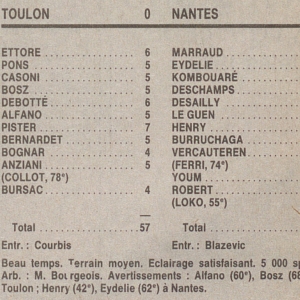 TOULON 0 NANTES
ETTORE.................. 6 MARRAUD..........
PONS.................... 5 EYDELIE..........
CASONI.................. 5 KOMBOUARÉ........
BOSZ.................... 5 DESCHAMPS........
DEBOTTÉ................. 6 DESAILLY.........
ALFANO.................. 5 LE GUEN..........
PISTER.................. 7 HENRY............
BERNARDET............... 5 BURRUCHAGA.......
BOGNAR.................. 4 VERCAUTEREN......
ANZIANI................. 5 (FERRI, 74°)
(COLLOT, 78°) YOUM.............
BURSAC.................. 4 ROBERT...........
(LOKO, 55°)
—
Total ................57 Total ........
Entr. : Courbis Entr. : Blazevic
Beau temps. Terrain moyen. Eclairage satisfaisant. 5 000 sp
Arb. : M. Bourgeois. Avertissements : Alfano (60°), Bosz (68
Toulon ; Henry (42°), Eydelie (62°) à Nantes.